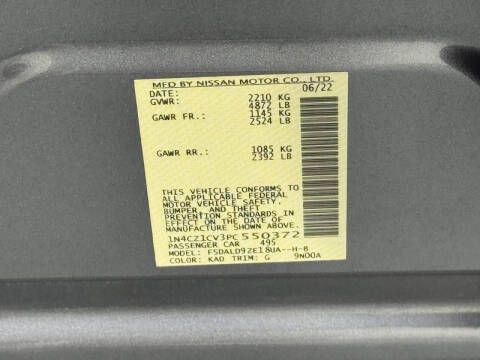 MFD BY NISSAN MOTOR CO., LTD.
DATE: 06/22
GVWR: 2210 KG
4872 LB
GAWR FR.: 1145 KG
2524 LB
GAWR RR.: 1085 KG
2392 LB
THIS VEHICLE CONFORMS TO
ALL APPLICABLE FEDERAL
MOTOR VEHICLE SAFETY,
BUMPER, AND THEFT
PREVENTION STANDARDS
IN EFFECT ON THE DATE OF
MANUFACTURE SHOWN ABOVE.
1N4CZ1CV3PC550372
PASSENGER CAR 495
MODEL: FSDALD9ZE18UA--H-8
COLOR: KAD TRIM: G 9N00A